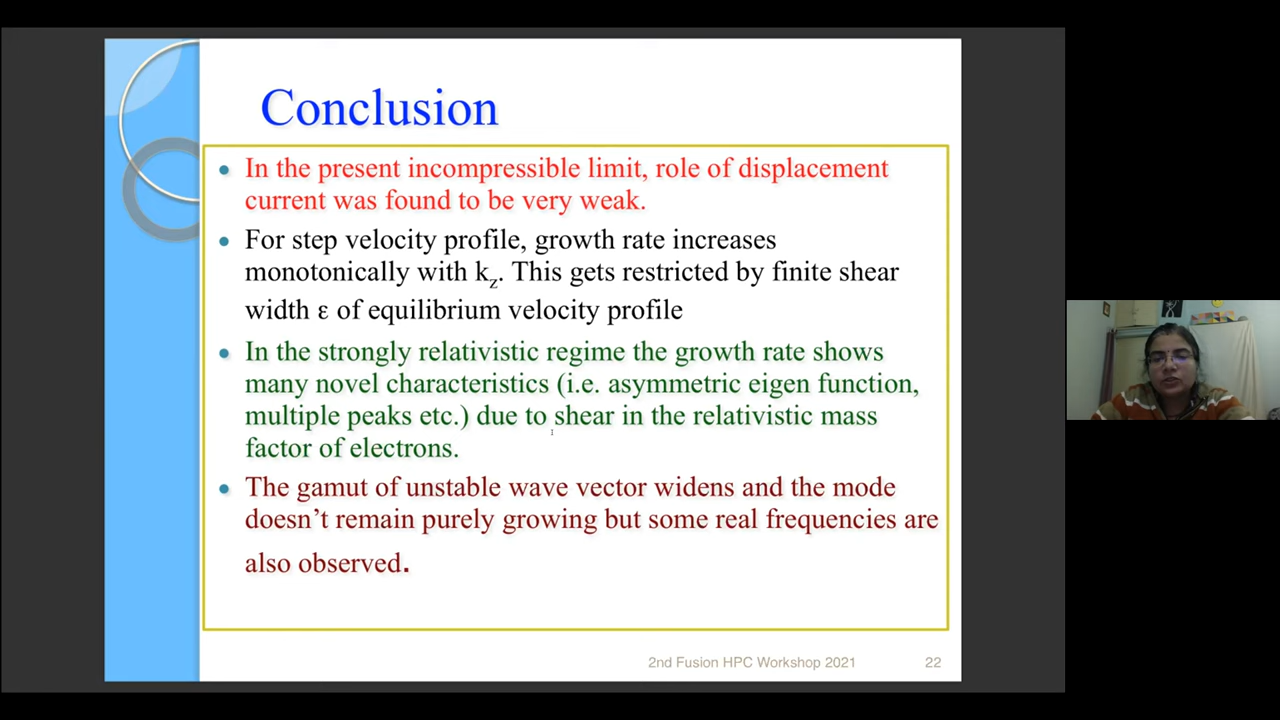 Conclusion
In the present incompressible limit, role of displacement
current was found to be very weak.
For step velocity profile, growth rate increases
monotonically with kz. This gets restricted by finite shear
width ε of equilibrium velocity profile
In the strongly relativistic regime the growth rate shows
many novel characteristics (i.e. asymmetric eigen function,
multiple peaks etc.) due to shear in the relativistic mass
factor of electrons.
The gamut of unstable wave vector widens and the mode
doesn’t remain purely growing but some real frequencies are
also observed.
2nd Fusion HPC Workshop 2021 22